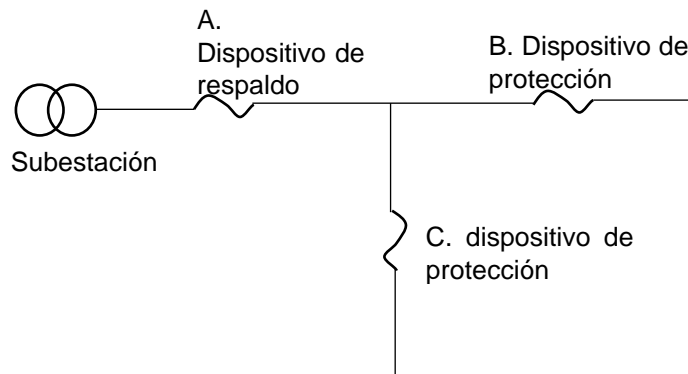 A.
Dispositivo de
respaldo
B. Dispositivo de
protección
Subestación
C. dispositivo de
protección